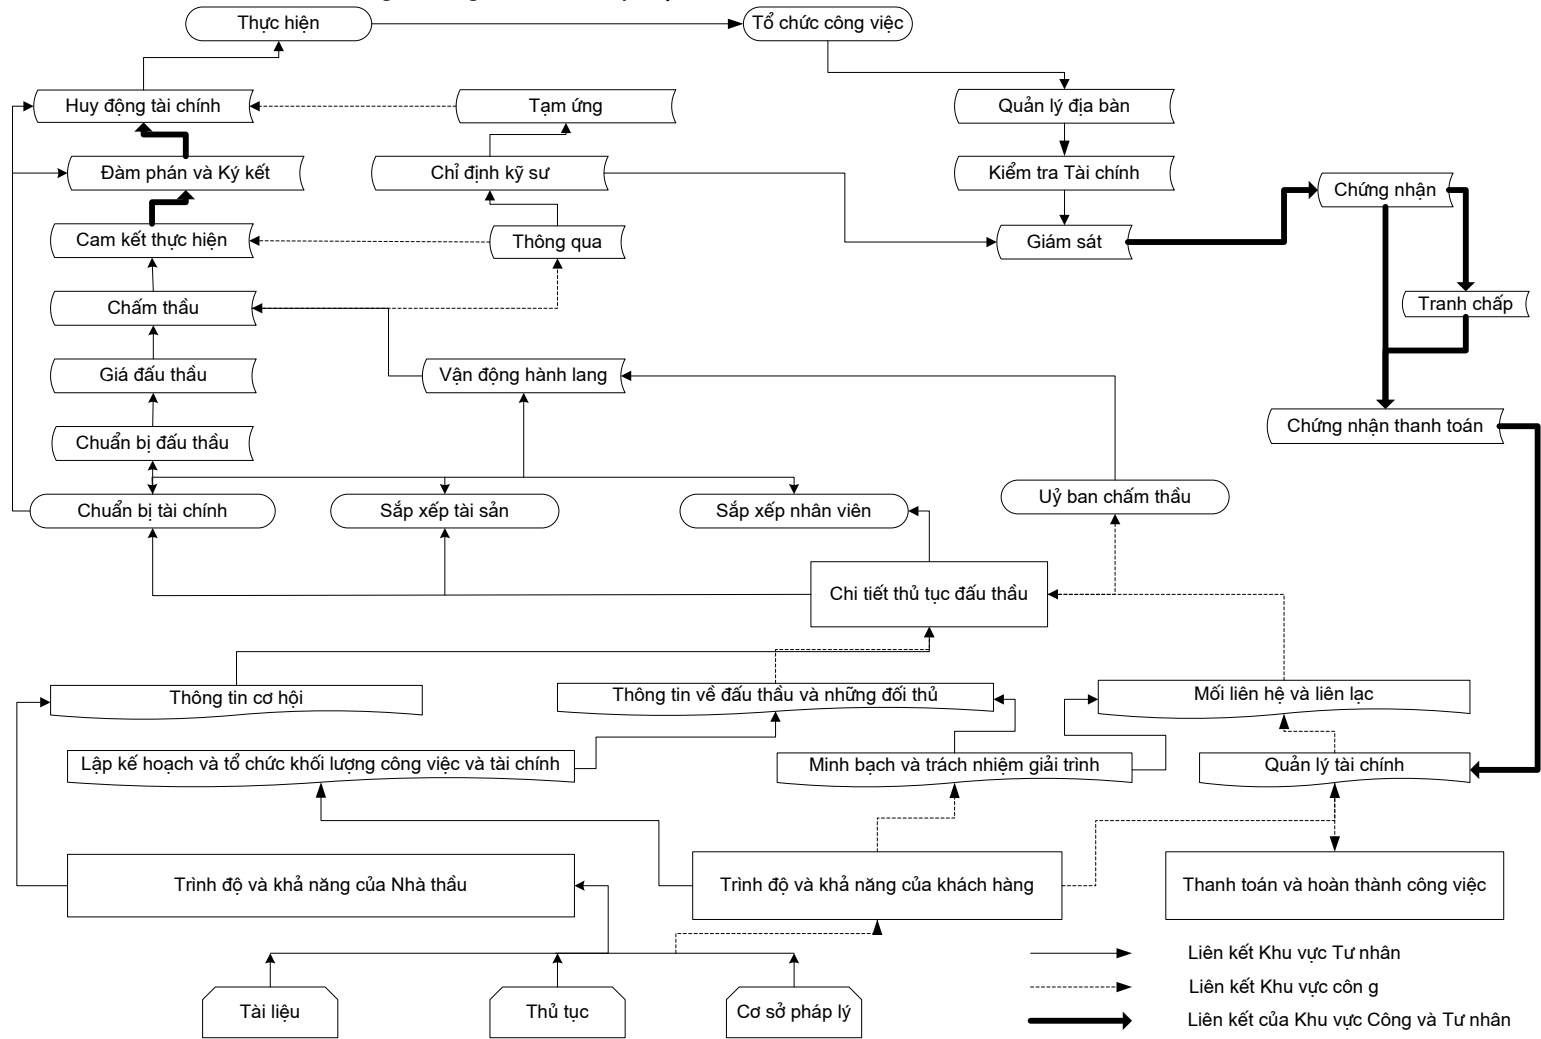 Thực hiện
Tổ chức công việc
Huy động tài chính
Tạm ứng
Quản lý địa bàn
Đàm phán và Ký kết
Chỉ định kỹ sư
Kiểm tra Tài chính
Chứng nhận
Cam kết thực hiện
Thông qua
Giám sát
Chấm thầu
Tranh chấp
Giá đấu thầu
Vận động hành lang
Chứng nhận thanh toán
Chuẩn bị đấu thầu
Uỷ ban chấm thầu
Chuẩn bị tài chính
Sắp xếp tài sản
Sắp xếp nhân viên
Chi tiết thủ tục đấu thầu
Thông tin cơ hội
Thông tin về đấu thầu và những đối thủ
Mối liên hệ và liên lạc
Lập kế hoạch và tổ chức khối lượng công việc và tài chính
Minh bạch và trách nhiệm giải trình
Quản lý tài chính
Trình độ và khả năng của Nhà thầu
Trình độ và khả năng của khách hàng
Thanh toán và hoàn thành công việc
Liên kết Khu vực Tư nhân
Liên kết Khu vực côn g
Liên kết của Khu vực Công và Tư nhân
Tài liệu
Thủ tục
Cơ sở pháp lý